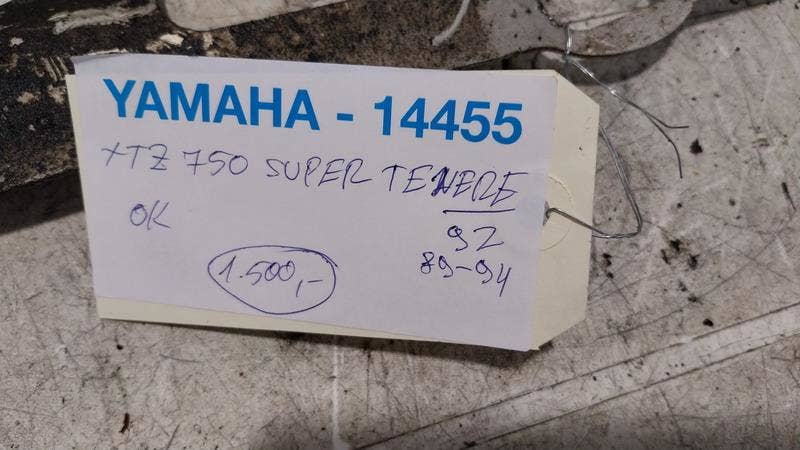 YAMAHA - 14455
XTZ 750 SUPER TENERE
OK
92
1.500,-
89-94